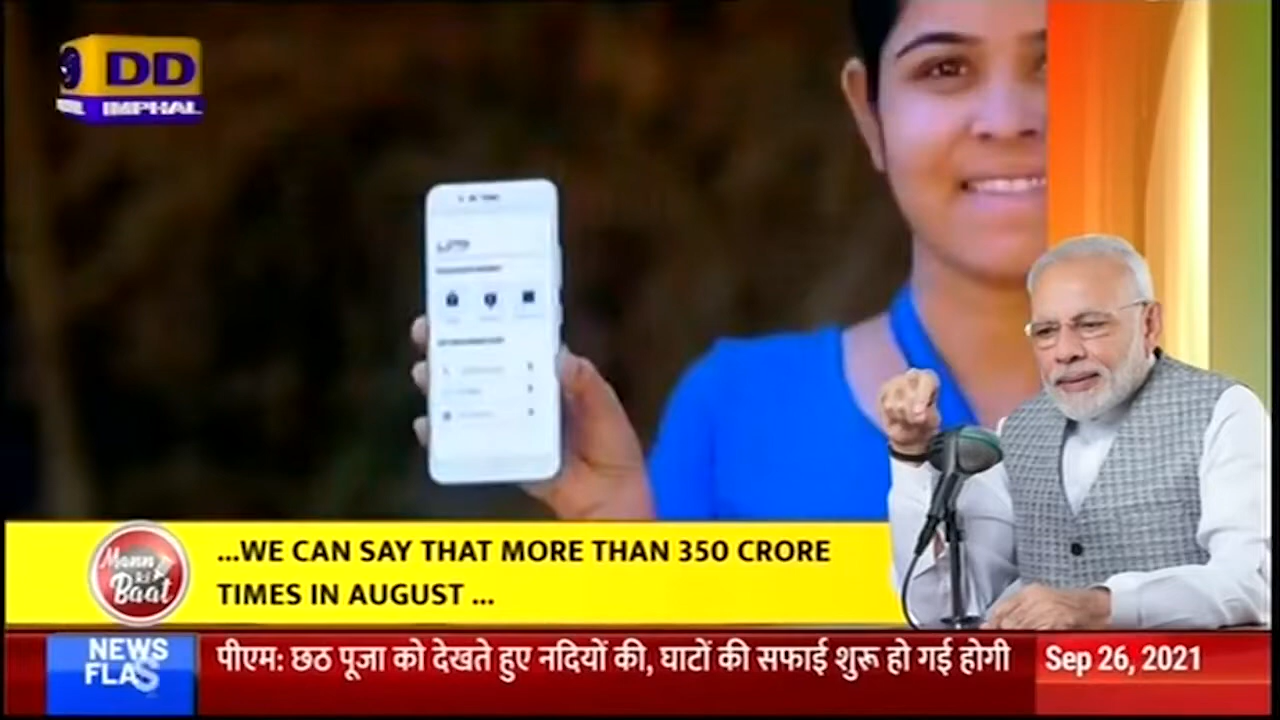 DD
IMPHAL
Mann
ki
Baat
...WE CAN SAY THAT MORE THAN 350 CRORE
TIMES IN AUGUST ...
NEWS
FLAS
पीएम: छठ पूजा को देखते हुए नदियों की, घाटों की सफाई शुरू हो गई होगी
Sep 26, 2021